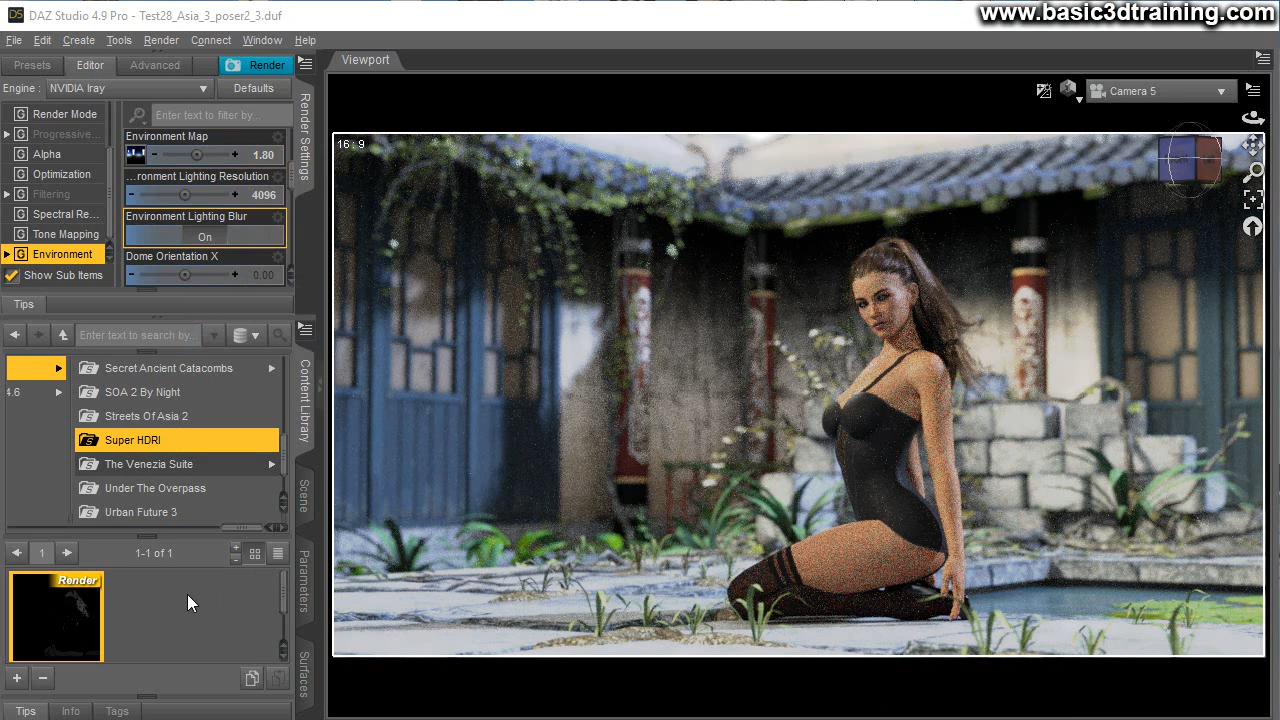 DS DAZ Studio 4.9 Pro - Test28_Asia_3_poser2_3.duf
www.basic3dtraining.com
File Edit Create Tools Render Connect Window Help
Presets Editor Advanced Render
Viewport
Engine : NVIDIA Iray Defaults
Camera 5
Render Mode
Progressive...
Alpha
Optimization
Filtering
Spectral Re...
Tone Mapping
Environment
Show Sub Items
Enter text to filter by...
Environment Map
1.80
...ronment Lighting Resolution
4096
Environment Lighting Blur
On
Dome Orientation X
0.00
Render Settings
16:9
Tips
Enter text to search by...
4.6
Secret Ancient Catacombs
SOA 2 By Night
Streets Of Asia 2
Super HDRI
The Venezia Suite
Under The Overpass
Urban Future 3
Content Library
Scene
Parameters
Surfaces
1 1-1 of 1
Render
Tips Info Tags